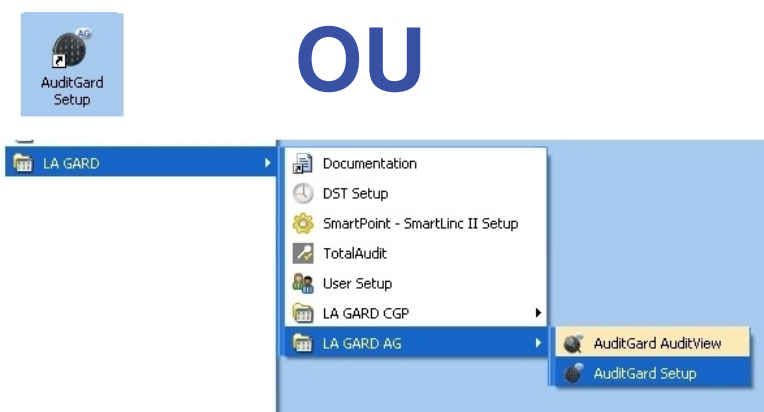 AG
AuditGard
Setup
OU
LA GARD
Documentation
DST Setup
SmartPoint - SmartLinc II Setup
TotalAudit
User Setup
LA GARD CGP
LA GARD AG
AuditGard AuditView
AuditGard Setup